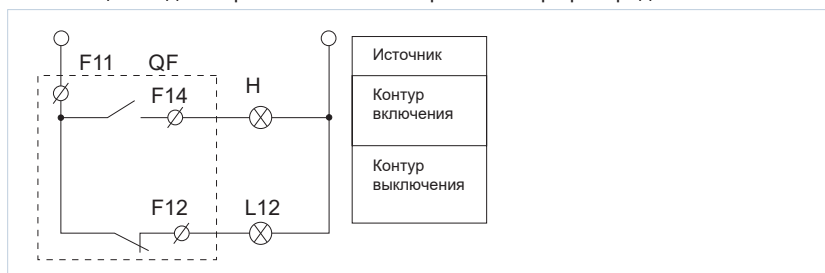 F11 QF
F14
H
F12
L12
Источник
Контур
включения
Контур
выключения